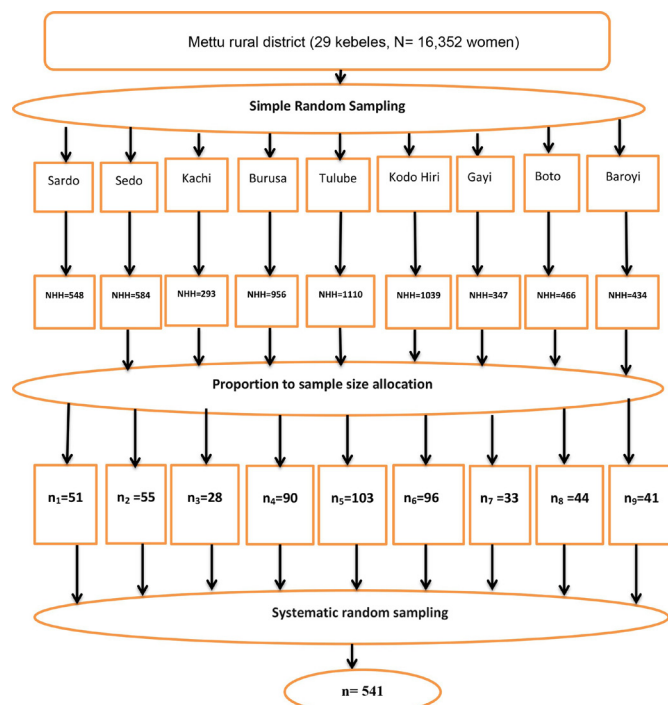 Mettu rural district (29 kebeles, N= 16,352 women)
Simple Random Sampling
Sardo
Sedo
Kachi
Burusa
Tulube
Kodo Hiri
Gayi
Boto
Baroyi
NHH=548
NHH=584
NHH=293
NHH=956
NHH=1110
NHH=1039
NHH=347
NHH=466
NHH=434
Proportion to sample size allocation
n₁=51
n₂ =55
n₃=28
n₄=90
n₅=103
n₆=96
n₇=33
n₈ =44
n₉=41
Systematic random sampling
n= 541